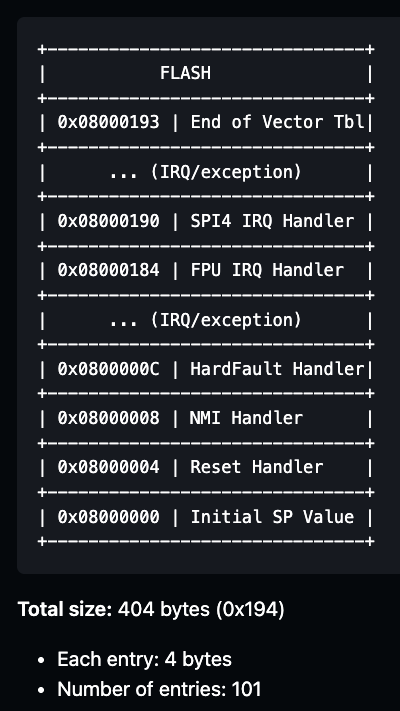 +-------------------------------+
|           FLASH               |
+-------------------------------+
| 0x08000193 | End of Vector Tbl|
+-------------------------------+
|      ... (IRQ/exception)      |
+-------------------------------+
| 0x08000190 | SPI4 IRQ Handler |
+-------------------------------+
| 0x08000184 | FPU IRQ Handler  |
+-------------------------------+
|      ... (IRQ/exception)      |
+-------------------------------+
| 0x0800000C | HardFault Handler|
+-------------------------------+
| 0x08000008 | NMI Handler      |
+-------------------------------+
| 0x08000004 | Reset Handler    |
+-------------------------------+
| 0x08000000 | Initial SP Value |
+-------------------------------+
Total size: 404 bytes (0x194)
• Each entry: 4 bytes
• Number of entries: 101